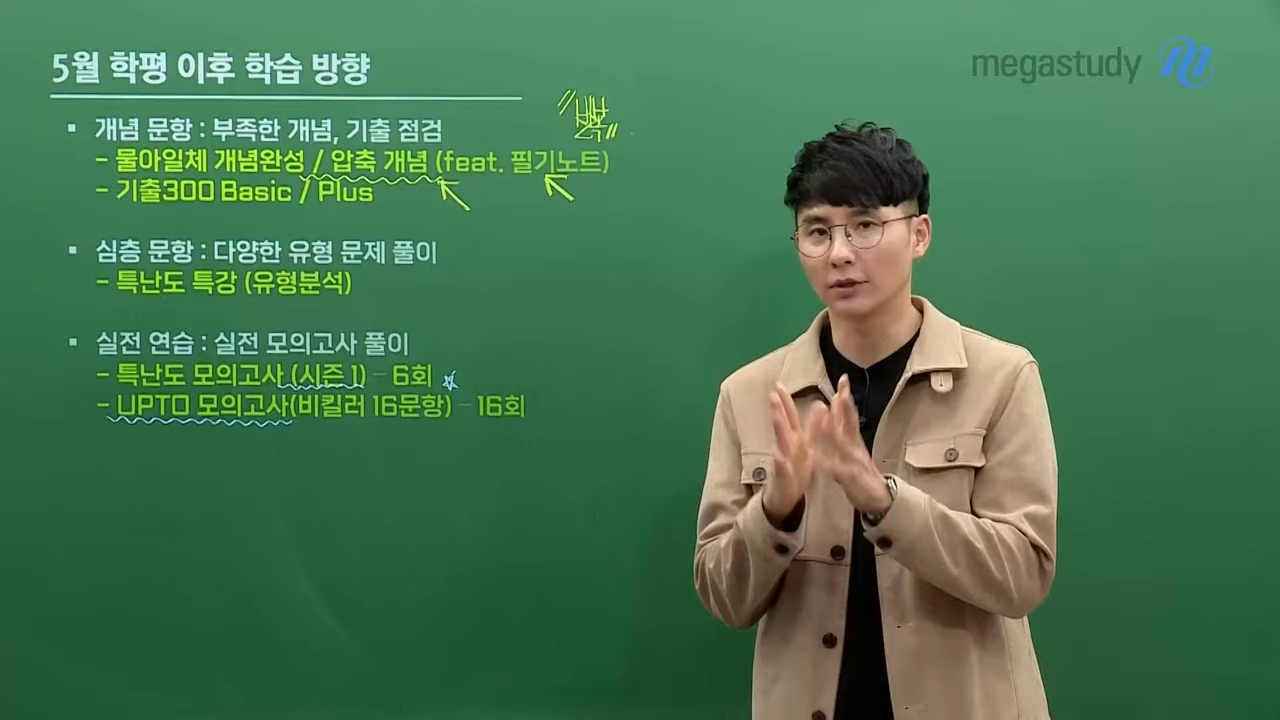 5월 학평 이후 학습 방향
megastudy
▪ 개념 문항 : 부족한 개념, 기출 점검
- 물아일체 개념완성 / 압축 개념 (feat. 필기노트)
- 기출300 Basic / Plus
▪ 심층 문항 : 다양한 유형 문제 풀이
- 특난도 특강 (유형분석)
▪ 실전 연습 : 실전 모의고사 풀이
- 특난도 모의고사 (시즌 1) - 6회
- UPTO 모의고사(비킬러 16문항) - 16회